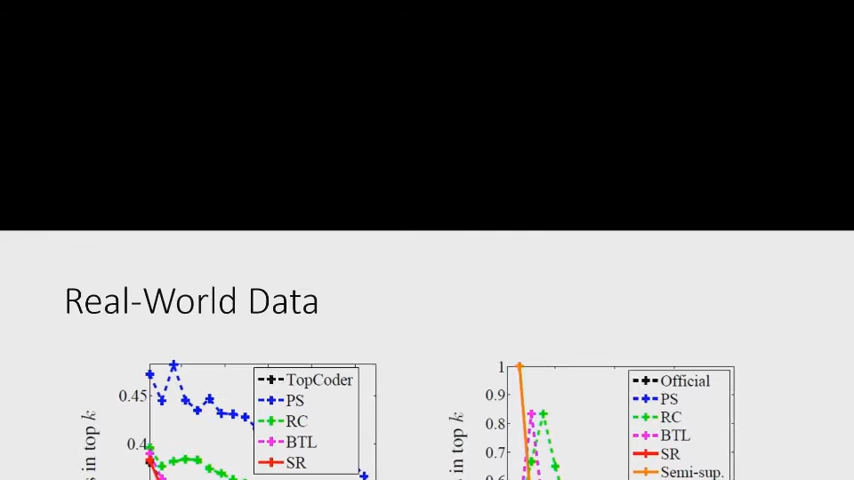 Real-World Data
TopCoder
PS
RC
BTL
SR
0.45
0.4
in top k
1
0.9
0.8
0.7
Official
PS
RC
BTL
SR
Semi-sup.
in top k